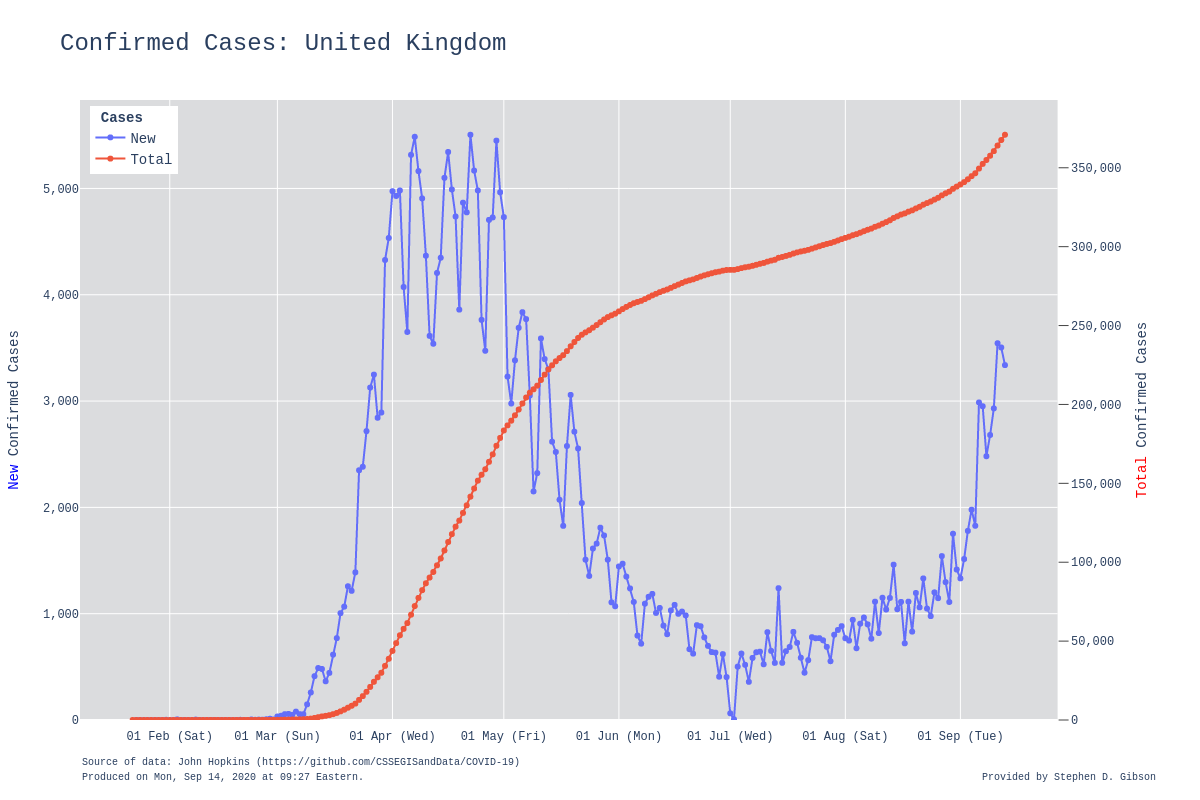 Confirmed Cases: United Kingdom
Cases
New
Total
5,000
4,000
3,000
2,000
1,000
0
New Confirmed Cases
350,000
300,000
250,000
200,000
150,000
100,000
50,000
0
Total Confirmed Cases
01 Feb (Sat) 01 Mar (Sun) 01 Apr (Wed) 01 May (Fri) 01 Jun (Mon) 01 Jul (Wed) 01 Aug (Sat) 01 Sep (Tue)
Source of data: John Hopkins (https://github.com/CSSEGISandData/COVID-19)
Produced on Mon, Sep 14, 2020 at 09:27 Eastern.
Provided by Stephen D. Gibson